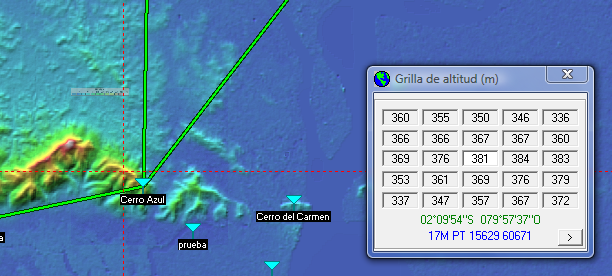 Cerro Azul
Cerro del Carmen
prueba
a
Grilla de altitud (m)
360 355 350 346 336
366 366 367 367 360
369 376 381 384 383
353 361 369 376 379
337 347 357 367 372
02°09'54"S 079°57'37"O
17M PT 15629 60671
>